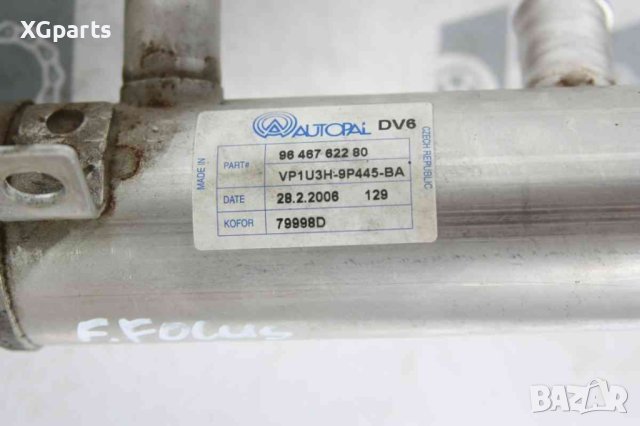 XGparts
AUTOPAL DV6
MADE IN
CZECH REPUBLIC
PART# 96 467 622 80
VP1U3H-9P445-BA
DATE 28.2.2006 129
KOFOR 79998D
F. FOCUS
BAZAR